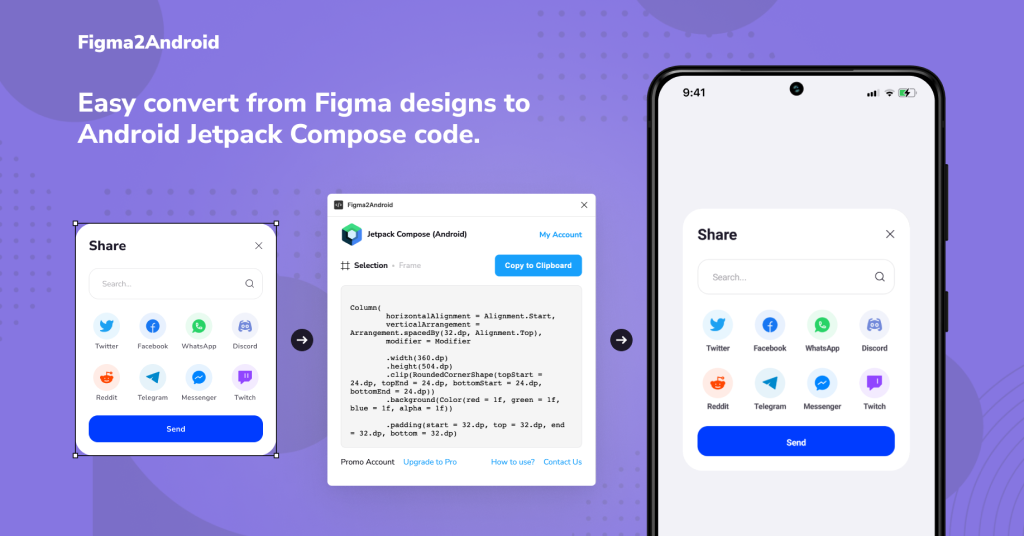 Figma2Android
Easy convert from Figma designs to
Android Jetpack Compose code.
Share
Search...
Twitter
Facebook
WhatsApp
Discord
Reddit
Telegram
Messenger
Twitch
Send
Figma2Android
Jetpack Compose (Android)
My Account
Selection
Frame
Copy to Clipboard
Column(
horizontalAlignment = Alignment.Start,
verticalArrangement =
Arrangement.spacedBy(32.dp, Alignment.Top),
modifier = Modifier
.width(360.dp)
.height(504.dp)
.clip(RoundedCornerShape(topStart =
24.dp, topEnd = 24.dp, bottomStart = 24.dp,
bottomEnd = 24.dp))
.background(Color(red = 1f, green = 1f,
blue = 1f, alpha = 1f))
.padding(start = 32.dp, top = 32.dp, end
= 32.dp, bottom = 32.dp)
Promo Account
Upgrade to Pro
How to use?
Contact Us
9:41
Share
Search...
Twitter
Facebook
WhatsApp
Discord
Reddit
Telegram
Messenger
Twitch
Send